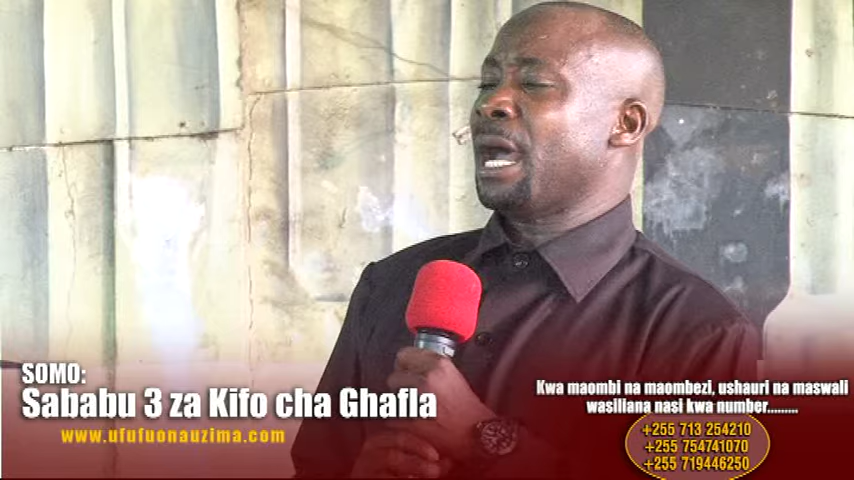 SOMO:
Sababu 3 za Kifo cha Ghafla
www.ufufuonauzima.com
Kwa maombi na maombezi, ushauri na maswali
wasiliana nasi kwa number.........
+255 713 254210
+255 754741070
+255 719446250